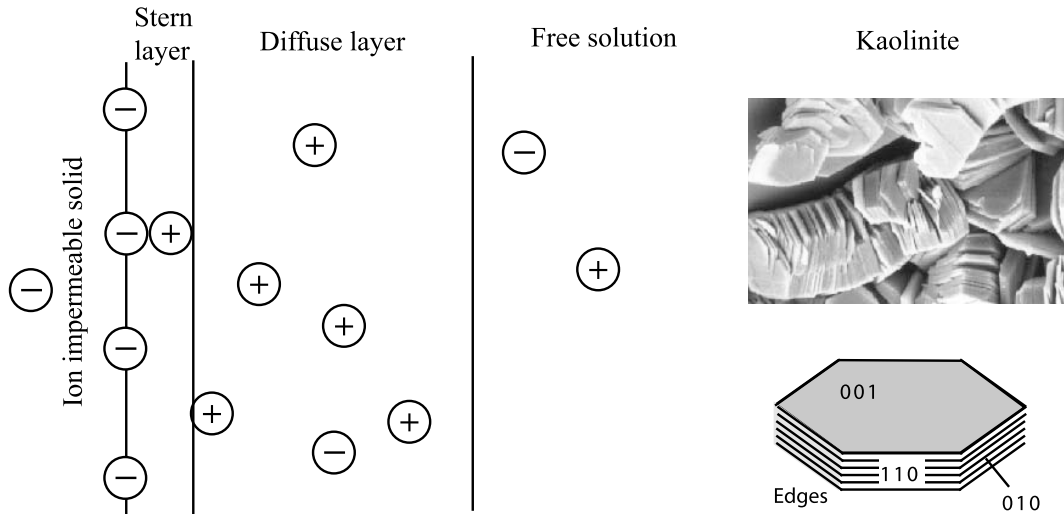 Stern
layer
Diffuse layer
Free solution
Kaolinite
Ion impermeable solid
001
110
Edges
010